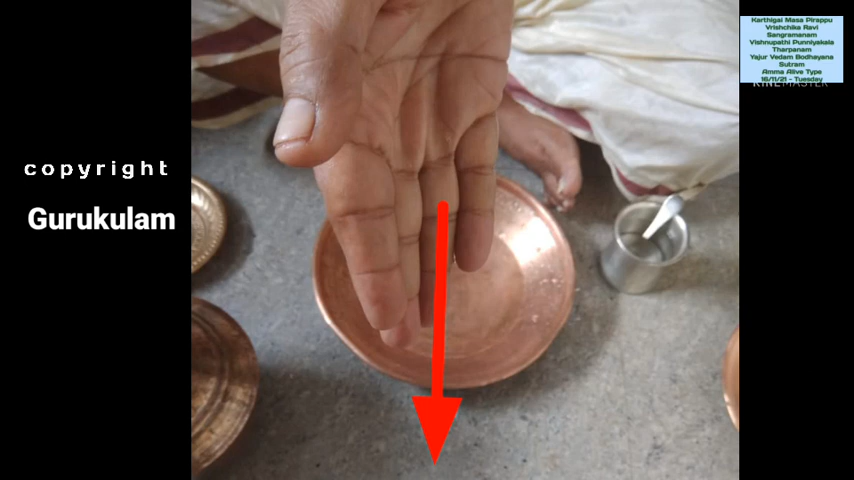 Karthigai Masa Pirappu
Vrishchika Ravi
Sangramanam
Vishnupathi Punniyakala
Tharpanam
Yajur Vedam Bodhayana
Sutram
Amma Alive Type
16/11/21 - Tuesday
KINEMASTER
copyright
Gurukulam